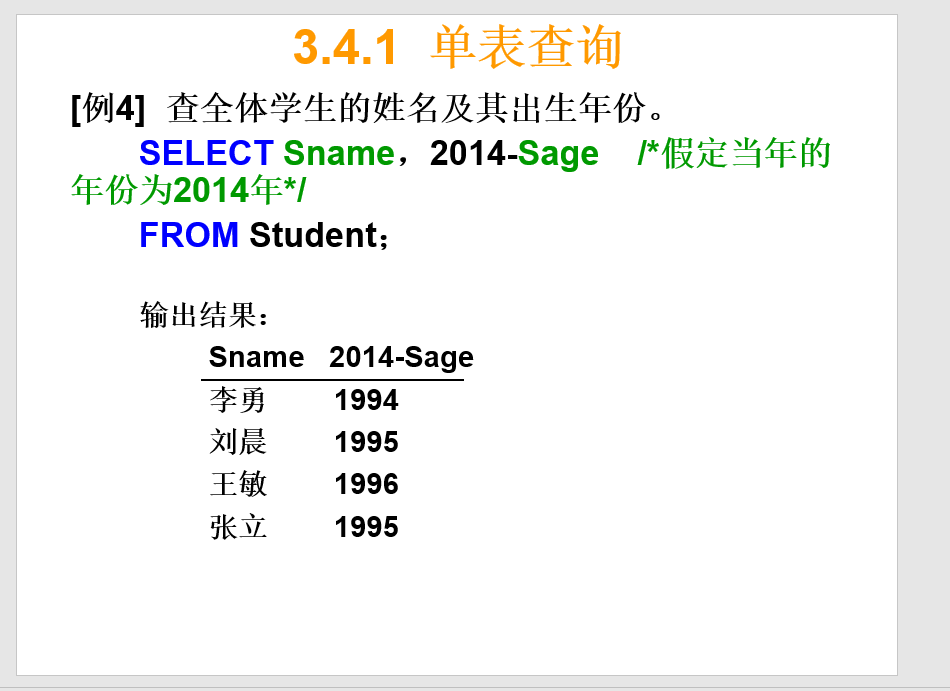 3.4.1 单表查询
[例4] 查全体学生的姓名及其出生年份。
SELECT Sname，2014-Sage /*假定当年的
年份为2014年*/
FROM Student；
输出结果：
Sname 2014-Sage
李勇 1994
刘晨 1995
王敏 1996
张立 1995